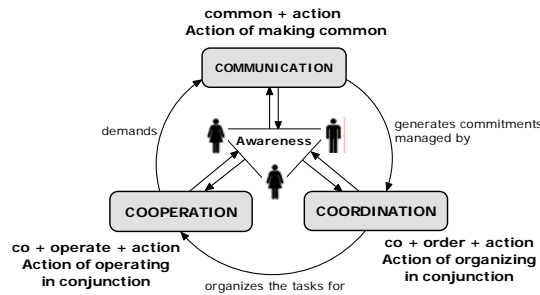 common + action
Action of making common
COMMUNICATION
demands
generates commitments
managed by
Awareness
COOPERATION
COORDINATION
co + operate + action
Action of operating
in conjunction
co + order + action
Action of organizing
in conjunction
organizes the tasks for